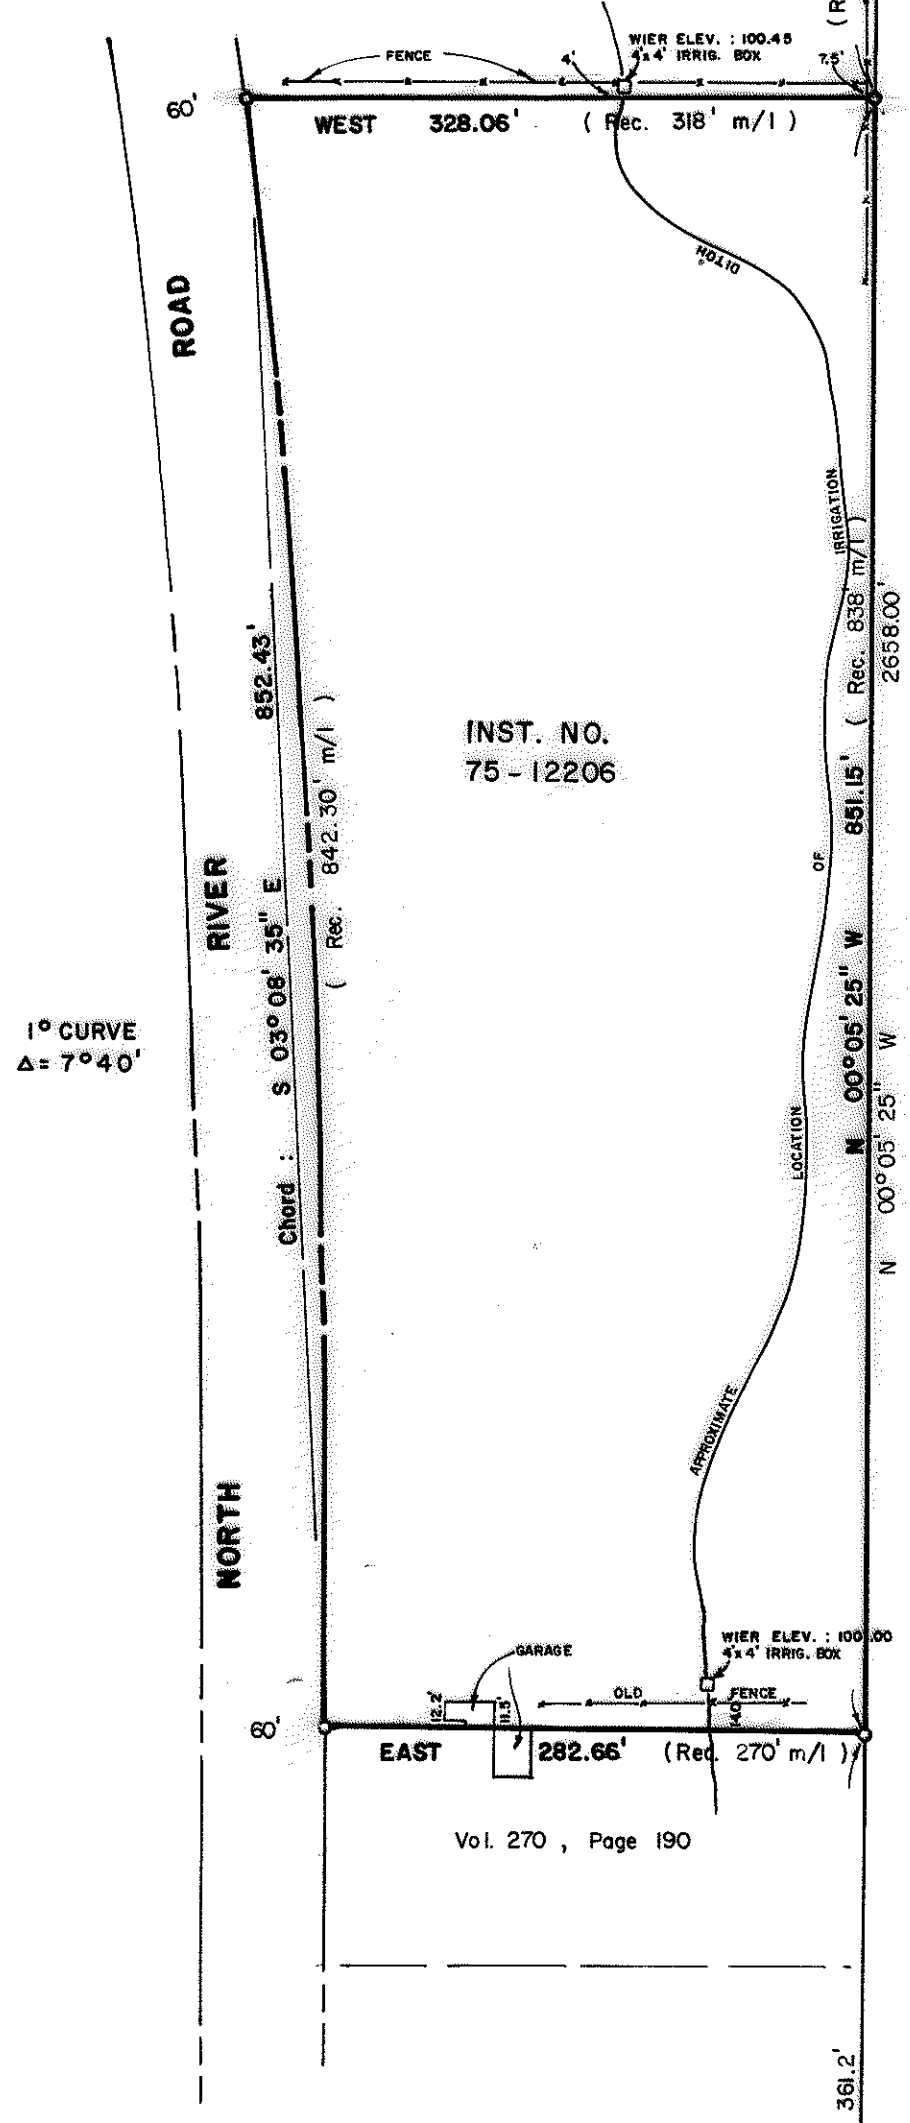 ( R
WIER ELEV. : 100.45
4'x 4' IRRIG. BOX
FENCE
4'
7.5'
60'
WEST 328.06' ( Rec. 318' m/l )
DITCH
ROAD
IRRIGATION
852.43'
( Rec. 842.30' m/l )
INST. NO.
75-12206
851.15' ( Rec. 838' m/l )
2658.00'
OF
RIVER
Chord : S 03° 08' 35" E
1° CURVE
Δ= 7°40'
N 00°05' 25" W
N 00°05' 25" W
LOCATION
APPROXIMATE
NORTH
WIER ELEV. : 100.00
4'x 4' IRRIG. BOX
GARAGE
12.2'
11.5'
OLD FENCE
14.0'
60'
EAST 282.66' (Rec. 270' m/l )
Vol. 270 , Page 190
361.2'